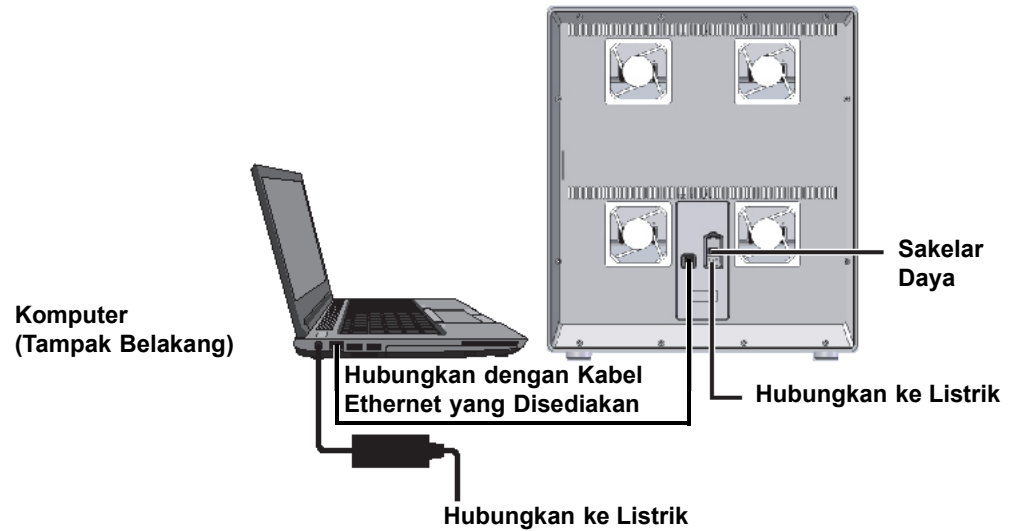 Sakelar
Daya
Komputer
(Tampak Belakang)
Hubungkan dengan Kabel
Ethernet yang Disediakan
Hubungkan ke Listrik
Hubungkan ke Listrik